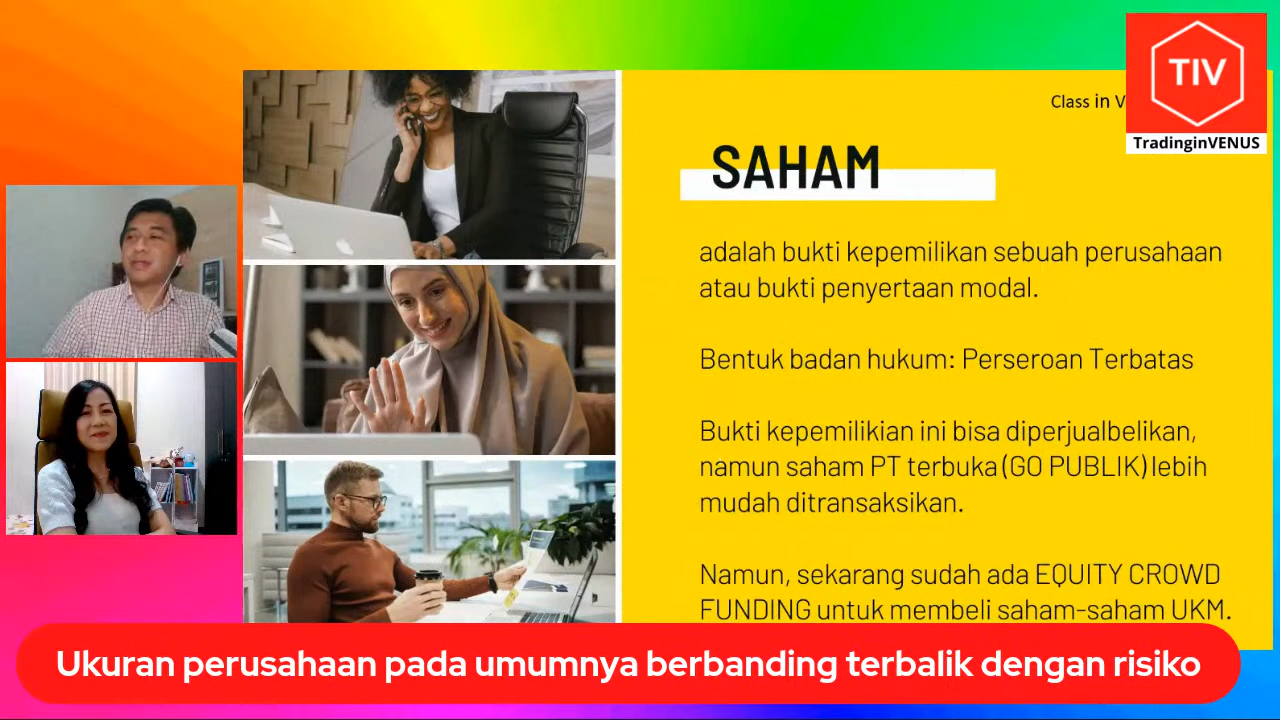 TIV
TradinginVENUS
Class in V
SAHAM
adalah bukti kepemilikan sebuah perusahaan
atau bukti penyertaan modal.
Bentuk badan hukum: Perseroan Terbatas
Bukti kepemilikian ini bisa diperjualbelikan,
namun saham PT terbuka (GO PUBLIK) lebih
mudah ditransaksikan.
Namun, sekarang sudah ada EQUITY CROWD
FUNDING untuk membeli saham-saham UKM.
Ukuran perusahaan pada umumnya berbanding terbalik dengan risiko